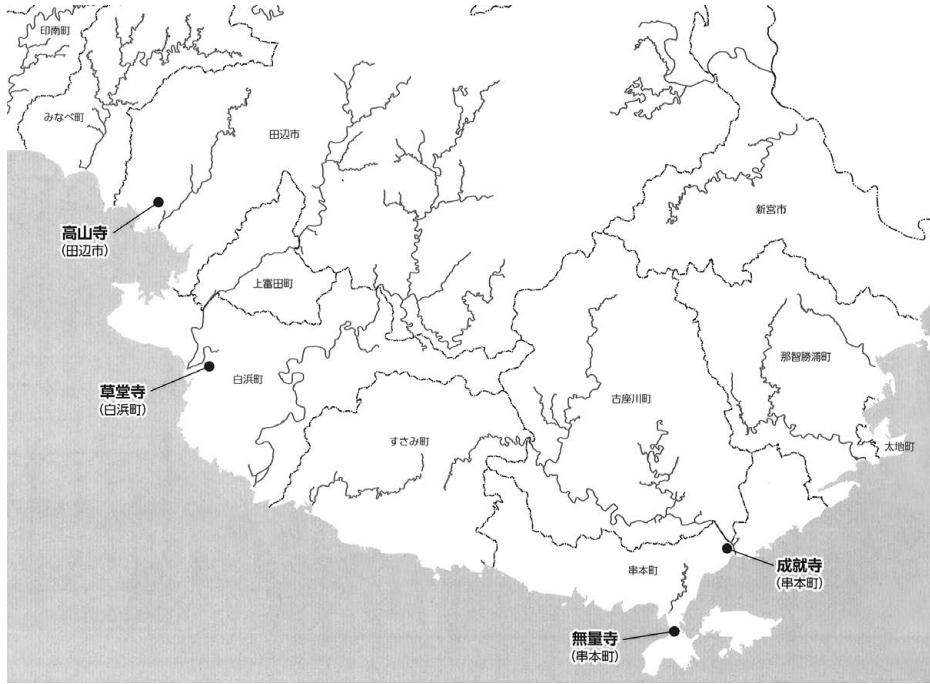 印南町
みなべ町
田辺市
新宮市
高山寺
(田辺市)
上富田町
那智勝浦町
草堂寺
(白浜町)
白浜町
古座川町
すさみ町
太地町
串本町
成就寺
(串本町)
無量寺
(串本町)